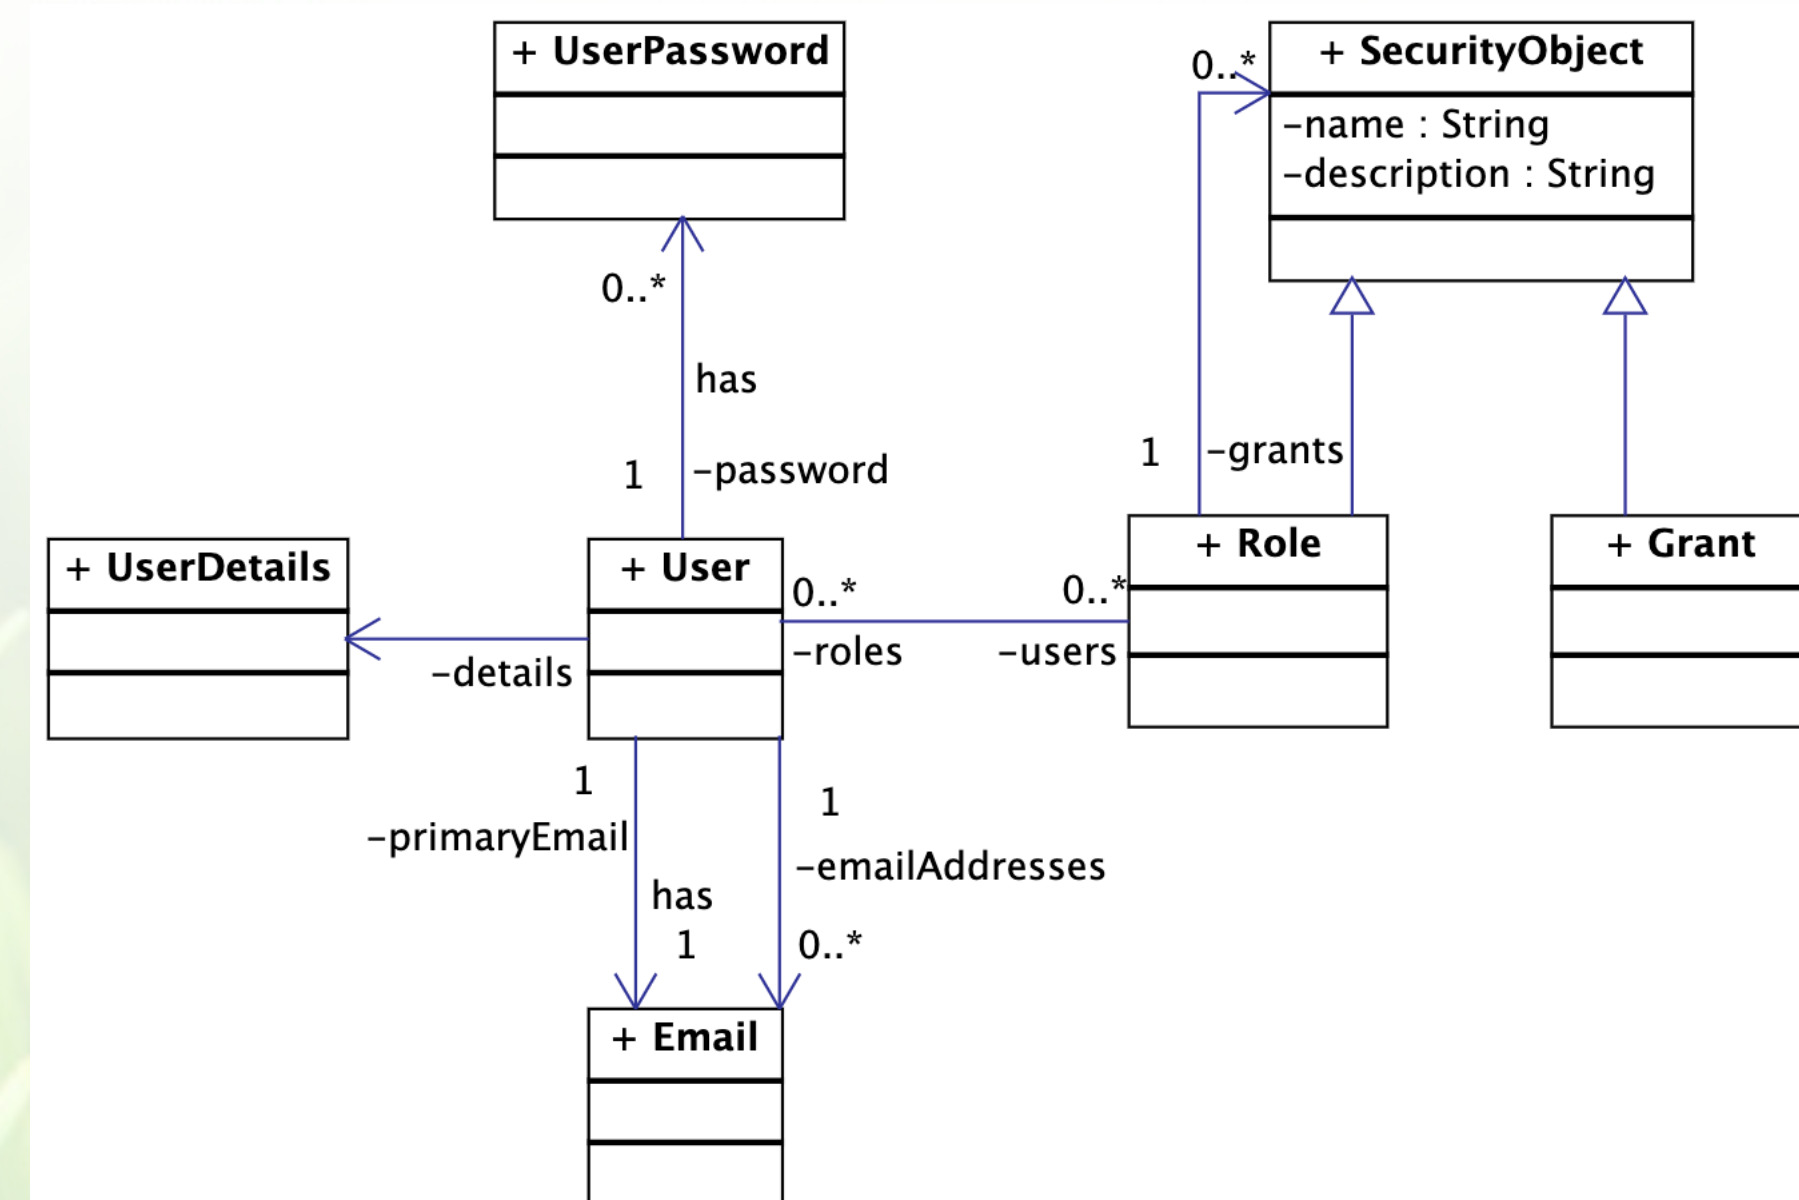 + UserPassword
+ SecurityObject
0..*
-name : String
-description : String
0..*
has
1
-password
1
-grants
+ UserDetails
+ User
+ Role
+ Grant
0..*
0..*
-roles
-users
-details
1
-primaryEmail
1
-emailAddresses
has
1
0..*
+ Email